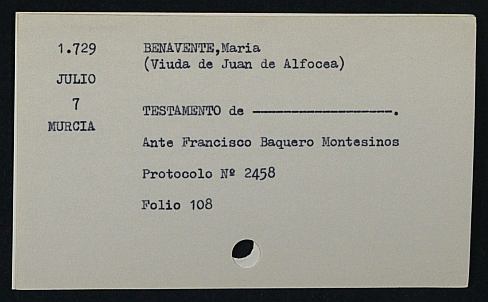 1.729
JULIO
7
MURCIA
BENAVENTE,Maria
(Viuda de Juan de Alfocea)
TESTAMENTO de ------------------.
Ante Francisco Baquero Montesinos
Protocolo Nº 2458
Folio 108